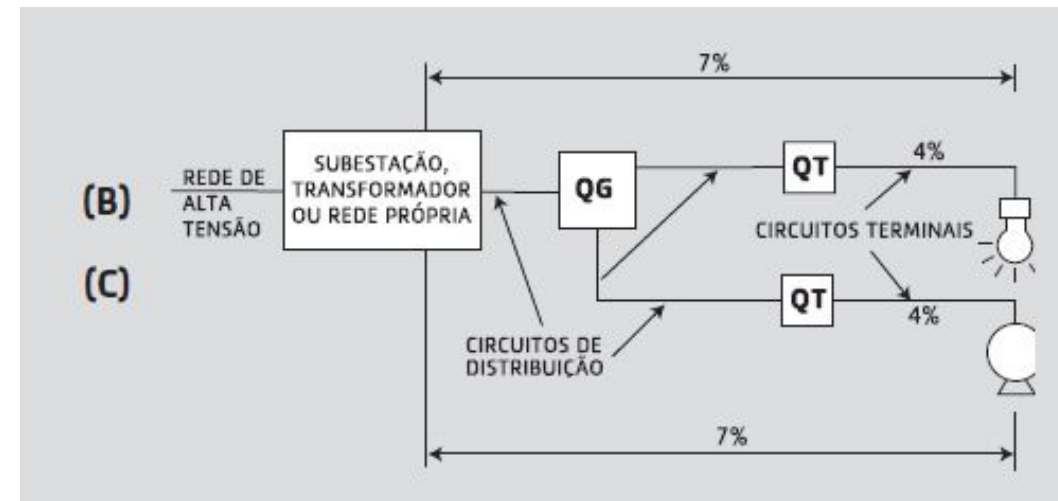 7%
(B)
(C)
REDE DE
ALTA
TENSÃO
SUBESTAÇÃO,
TRANSFORMADOR
OU REDE PRÓPRIA
QG
QT
4%
CIRCUITOS TERMINAIS
QT
4%
CIRCUITOS DE
DISTRIBUIÇÃO
7%